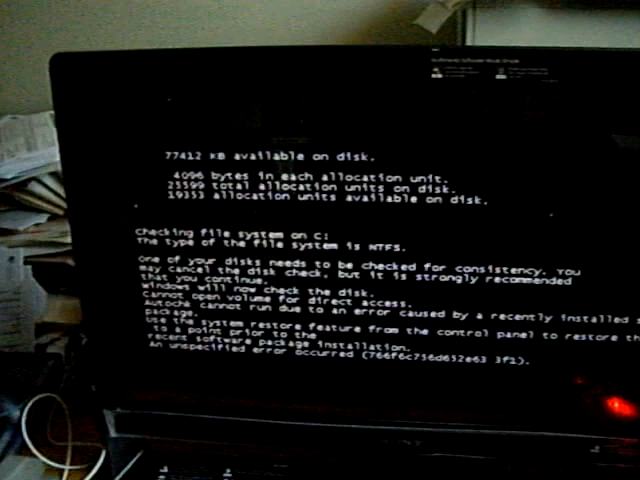 77412 KB available on disk.
4096 bytes in each allocation unit.
25599 total allocation units on disk.
19353 allocation units available on disk.
Checking file system on C:
The type of the file system is NTFS.
One of your disks needs to be checked for consistency. You
may cancel the disk check, but it is strongly recommended
that you continue.
Windows will now check the disk.
Cannot open volume for direct access.
Autochk cannot run due to an error caused by a recently installed s
package.
Use the system restore feature from the control panel to restore th
to a point prior to the
recent software package installation.
An unspecified error occurred (766f6c756d652e63 3f1).